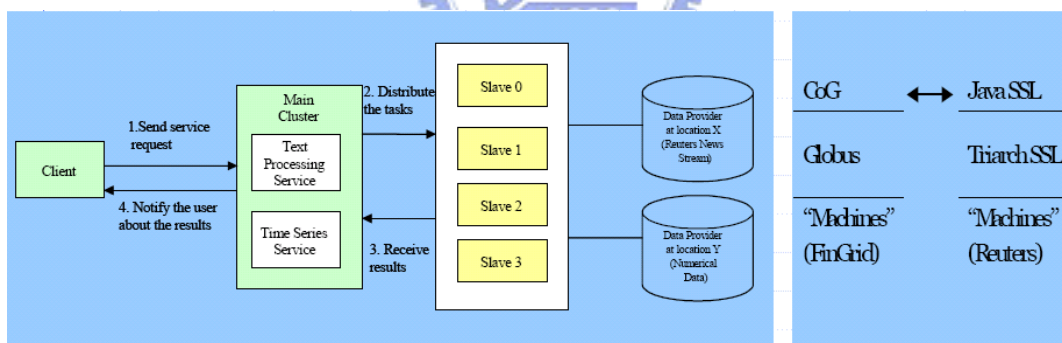 Client
1.Send service
request
4. Notify the user
about the results
Main
Cluster
Text
Processing
Service
Time Series
Service
2. Distribute
the tasks
3. Receive
results
Slave 0
Slave 1
Slave 2
Slave 3
Data Provider
at location X
(Reuters News
Stream)
Data Provider
at location Y
(Numerical
Data)
CoG
Java SSL
Globus
Triarch SSL
“Machines”
(FinGrid)
“Machines”
(Reuters)